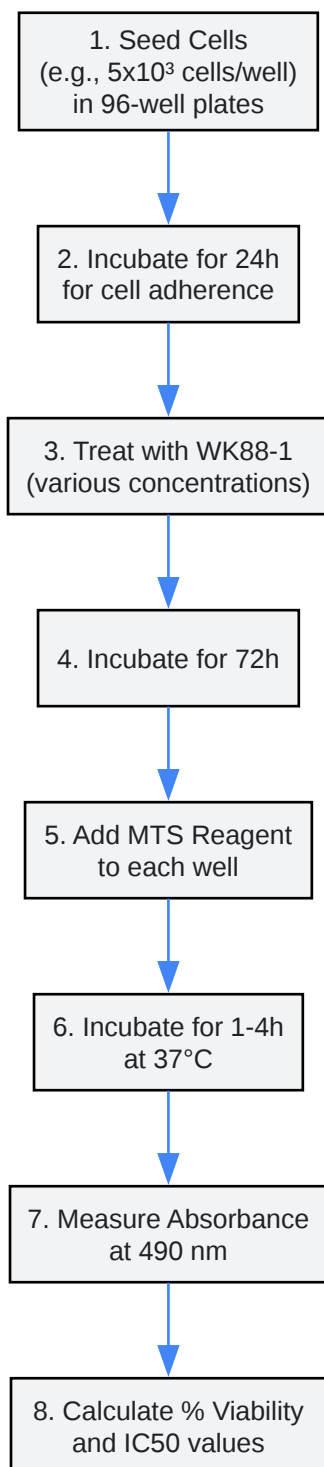 1. Seed Cells
(e.g., 5x10³ cells/well)
in 96-well plates
2. Incubate for 24h
for cell adherence
3. Treat with WK88-1
(various concentrations)
4. Incubate for 72h
5. Add MTS Reagent
to each well
6. Incubate for 1-4h
at 37°C
7. Measure Absorbance
at 490 nm
8. Calculate % Viability
and IC50 values